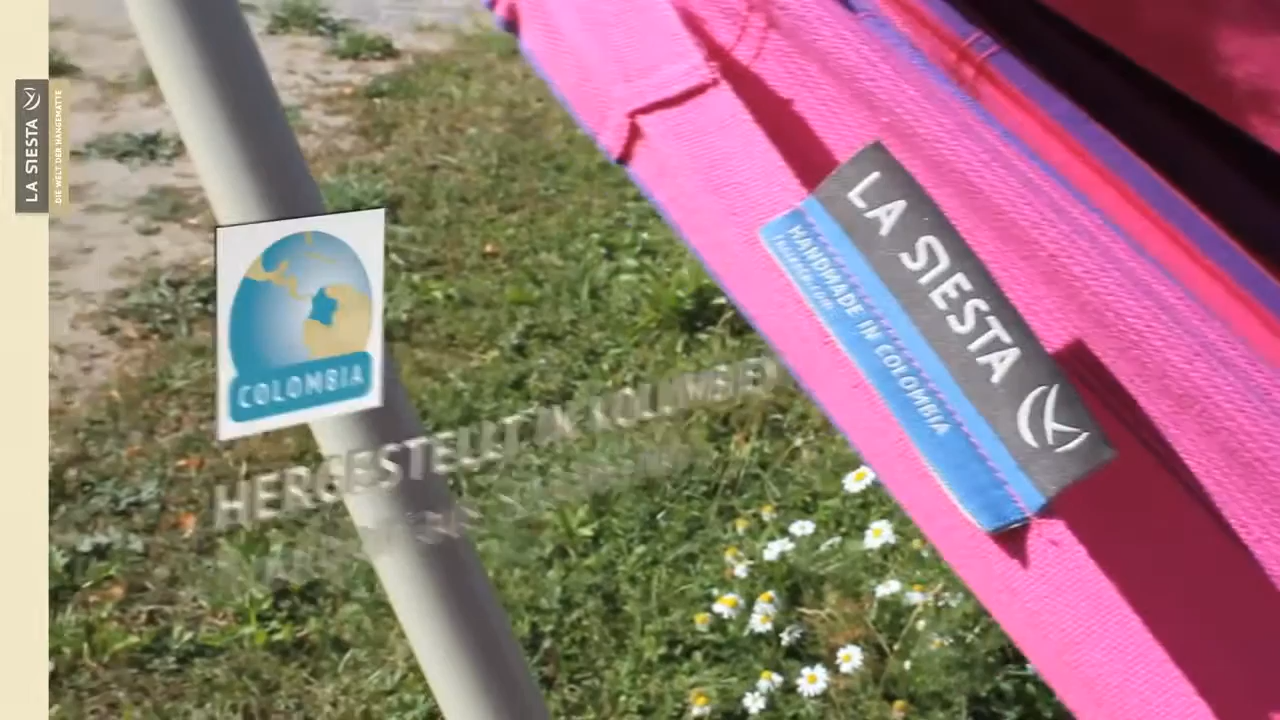 LA SIESTA
DIE WELT DER HÄNGEMATTE
COLOMBIA
HERGESTELLT IN KOLUMBIEN
LA SIESTA
HANDMADE IN COLOMBIA